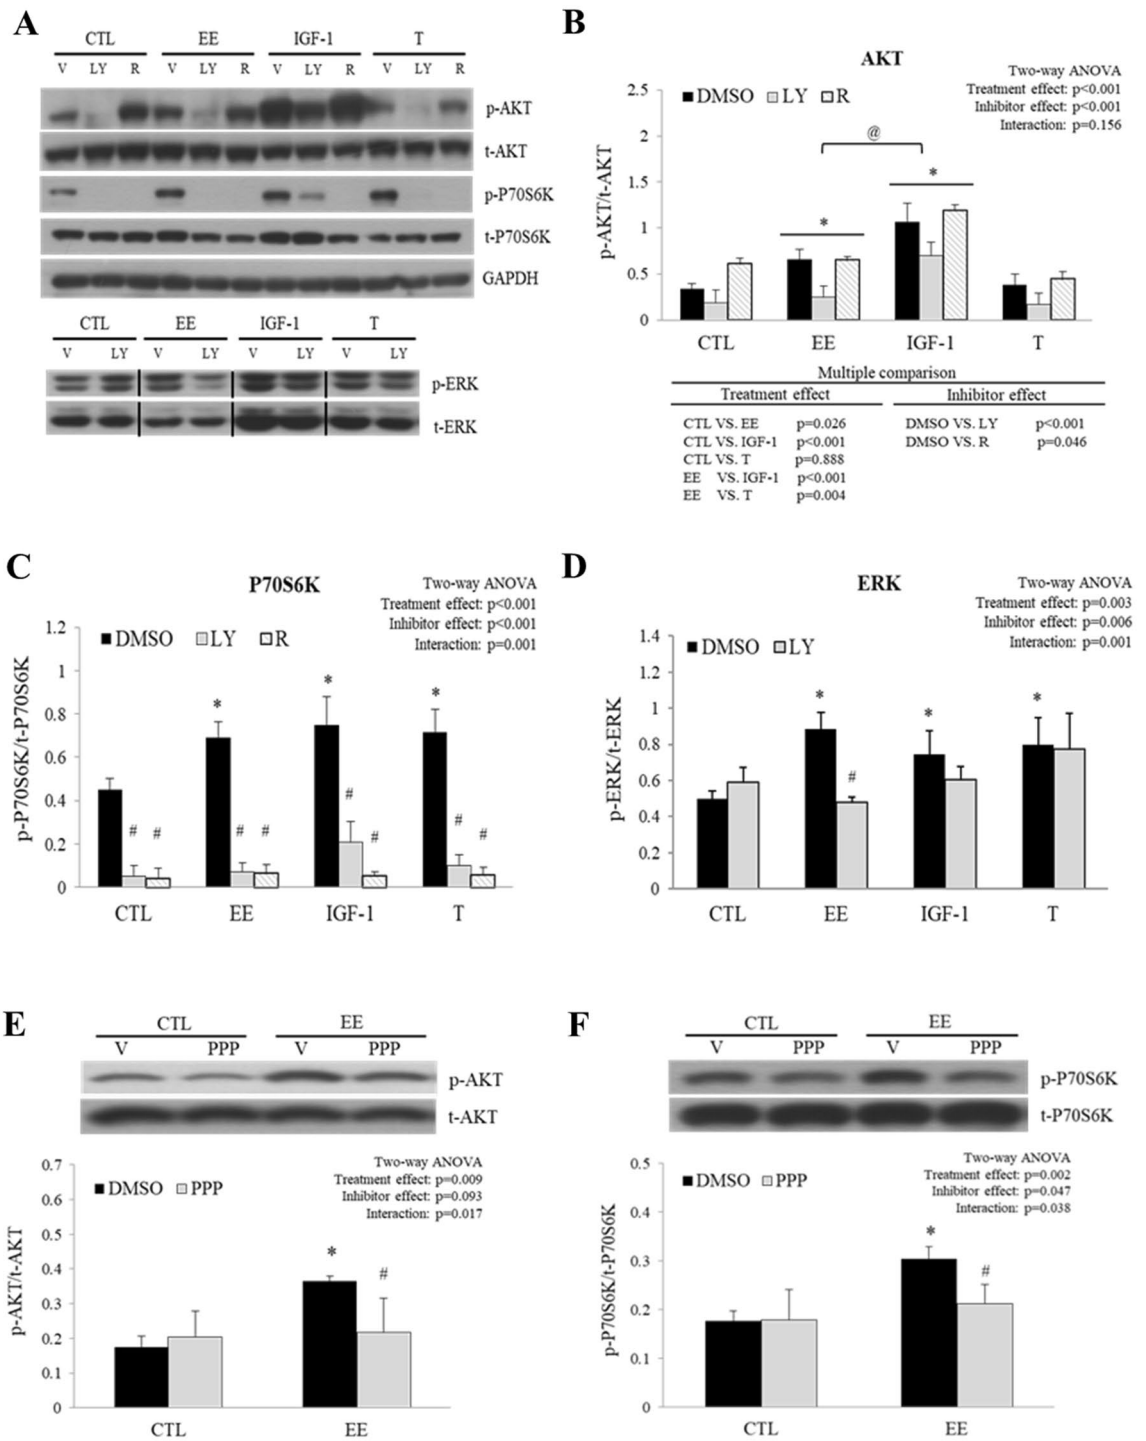 A
CTL EE IGF-1 T
V LY R V LY R V LY R V LY R
p-AKT
t-AKT
p-P70S6K
t-P70S6K
GAPDH
CTL EE IGF-1 T
V LY V LY V LY V LY
p-ERK
t-ERK
B
AKT
Two-way ANOVA
Treatment effect: p<0.001
Inhibitor effect: p<0.001
Interaction: p=0.156
DMSO LY R
p-AKT/t-AKT
2.5
2
1.5
1
0.5
0
@
*
*
CTL EE IGF-1 T
Multiple comparison
Treatment effect Inhibitor effect
CTL VS. EE p=0.026 DMSO VS. LY p<0.001
CTL VS. IGF-1 p<0.001 DMSO VS. R p=0.046
CTL VS. T p=0.888
EE VS. IGF-1 p<0.001
EE VS. T p=0.004
C
P70S6K
Two-way ANOVA
Treatment effect: p<0.001
Inhibitor effect: p<0.001
Interaction: p=0.001
DMSO LY R
p-P70S6K/t-P70S6K
1.2
1
0.8
0.6
0.4
0.2
0
* * *
# # # # # # # #
CTL EE IGF-1 T
D
ERK
Two-way ANOVA
Treatment effect: p=0.003
Inhibitor effect: p=0.006
Interaction: p=0.001
DMSO LY
p-ERK/t-ERK
1.4
1.2
1
0.8
0.6
0.4
0.2
0
* # * *
CTL EE IGF-1 T
E
CTL EE
V PPP V PPP
p-AKT
t-AKT
Two-way ANOVA
Treatment effect: p=0.009
Inhibitor effect: p=0.093
Interaction: p=0.017
DMSO PPP
p-AKT/t-AKT
0.7
0.6
0.5
0.4
0.3
0.2
0.1
0
* #
CTL EE
F
CTL EE
V PPP V PPP
p-P70S6K
t-P70S6K
Two-way ANOVA
Treatment effect: p=0.002
Inhibitor effect: p=0.047
Interaction: p=0.038
DMSO PPP
p-P70S6K/t-P70S6K
0.5
0.4
0.3
0.2
0.1
0
* #
CTL EE